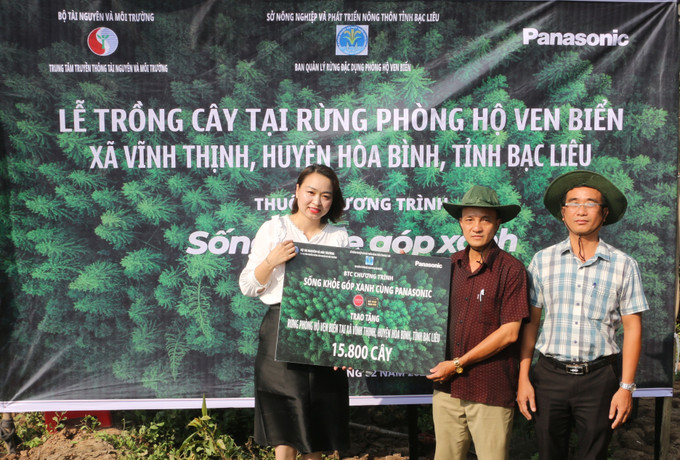 BỘ TÀI NGUYÊN VÀ MÔI TRƯỜNG
TRUNG TÂM TRUYỀN THÔNG TÀI NGUYÊN VÀ MÔI TRƯỜNG
SỞ NÔNG NGHIỆP VÀ PHÁT TRIỂN NÔNG THÔN TỈNH BẠC LIÊU
BAN QUẢN LÝ RỪNG ĐẶC DỤNG PHÒNG HỘ VEN BIỂN
Panasonic
LỄ TRỒNG CÂY TẠI RỪNG PHÒNG HỘ VEN BIỂN
XÃ VĨNH THỊNH, HUYỆN HÒA BÌNH, TỈNH BẠC LIÊU
TRÌNH
Sống góp xanh
Panasonic
BTC CHƯƠNG TRÌNH
SỐNG KHỎE GÓP XANH CÙNG PANASONIC
TRAO TẶNG
RỪNG PHÒNG HỘ VEN BIỂN TẠI XÃ VĨNH THỊNH, HUYỆN HÒA BÌNH, TỈNH BẠC LIÊU
15.800 CÂY